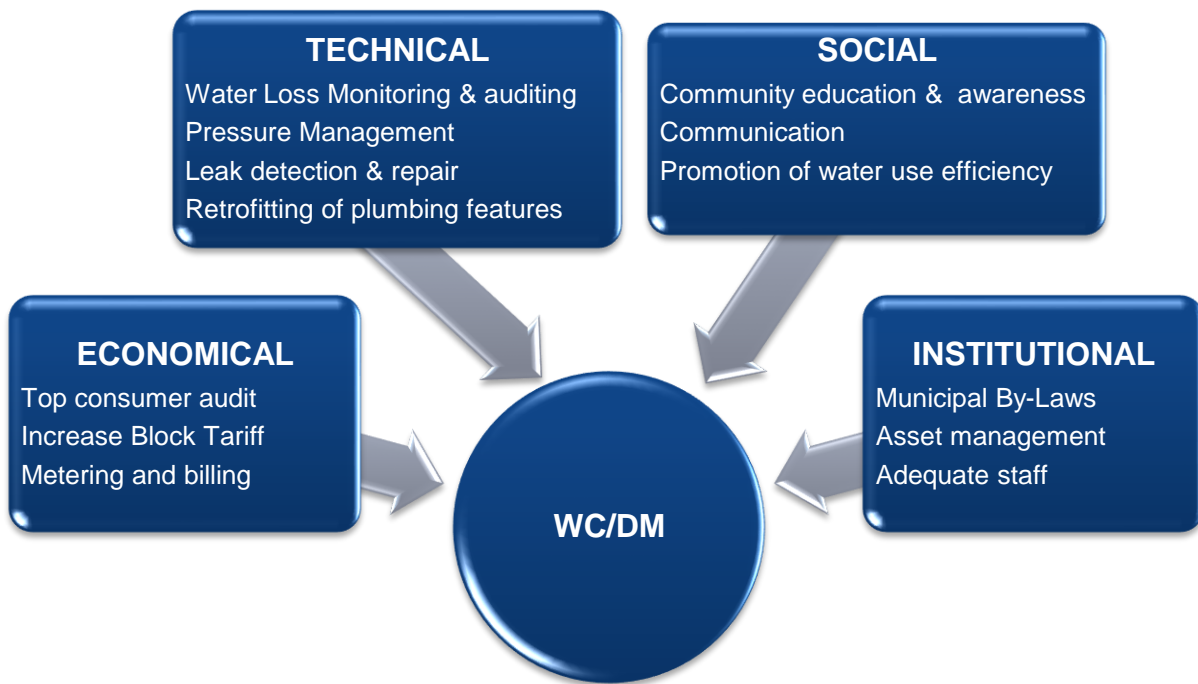 TECHNICAL
Water Loss Monitoring & auditing
Pressure Management
Leak detection & repair
Retrofitting of plumbing features
SOCIAL
Community education & awareness
Communication
Promotion of water use efficiency
ECONOMICAL
Top consumer audit
Increase Block Tariff
Metering and billing
INSTITUTIONAL
Municipal By-Laws
Asset management
Adequate staff
WC/DM